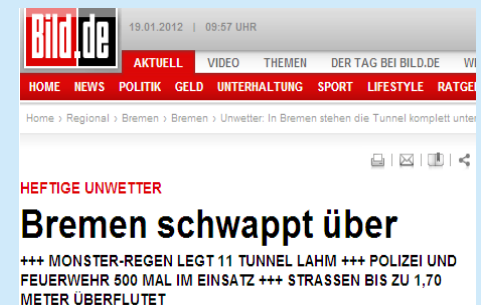 Bild.de
19.01.2012 | 09:57 UHR
AKTUELL VIDEO THEMEN DER TAG BEI BILD.DE
HOME NEWS POLITIK GELD UNTERHALTUNG SPORT LIFESTYLE
Home › Regional › Bremen › Bremen › Unwetter: In Bremen stehen die Tunnel komplett
HEFTIGE UNWETTER
Bremen schwappt über
+++ MONSTER-REGEN LEGT 11 TUNNEL LAHM +++ POLIZEI UND
FEUERWEHR 500 MAL IM EINSATZ +++ STRASSEN BIS ZU 1,70
METER ÜBERFLUTET